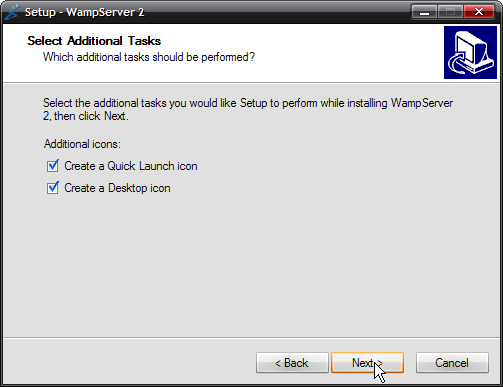 Setup - WampServer 2
Select Additional Tasks
Which additional tasks should be performed?
Select the additional tasks you would like Setup to perform while installing WampServer
2, then click Next.
Additional icons:
Create a Quick Launch icon
Create a Desktop icon
< Back
Next >
Cancel